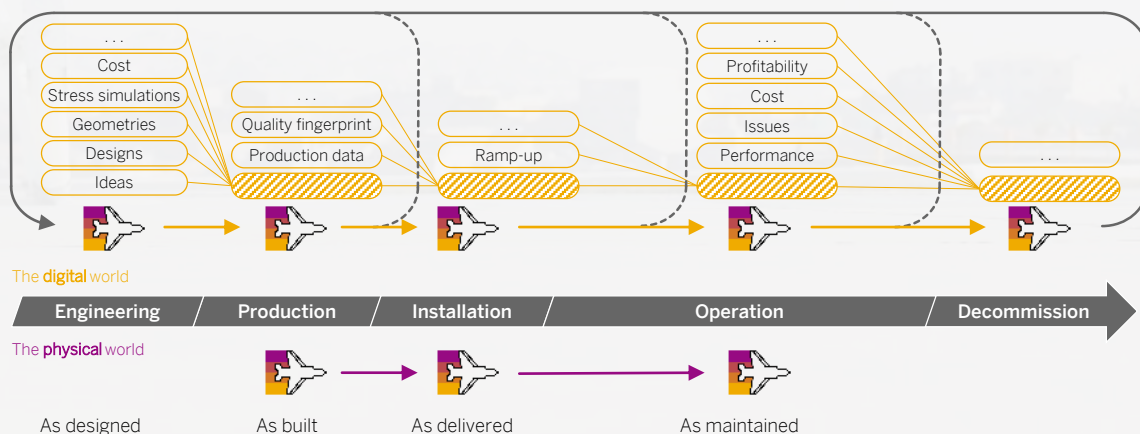 . . .
Cost
Stress simulations
Geometries
Designs
Ideas
. . .
Quality fingerprint
Production data
. . .
Ramp-up
. . .
Profitability
Cost
Issues
Performance
. . .
The digital world
Engineering
Production
Installation
Operation
Decommission
The physical world
As designed
As built
As delivered
As maintained